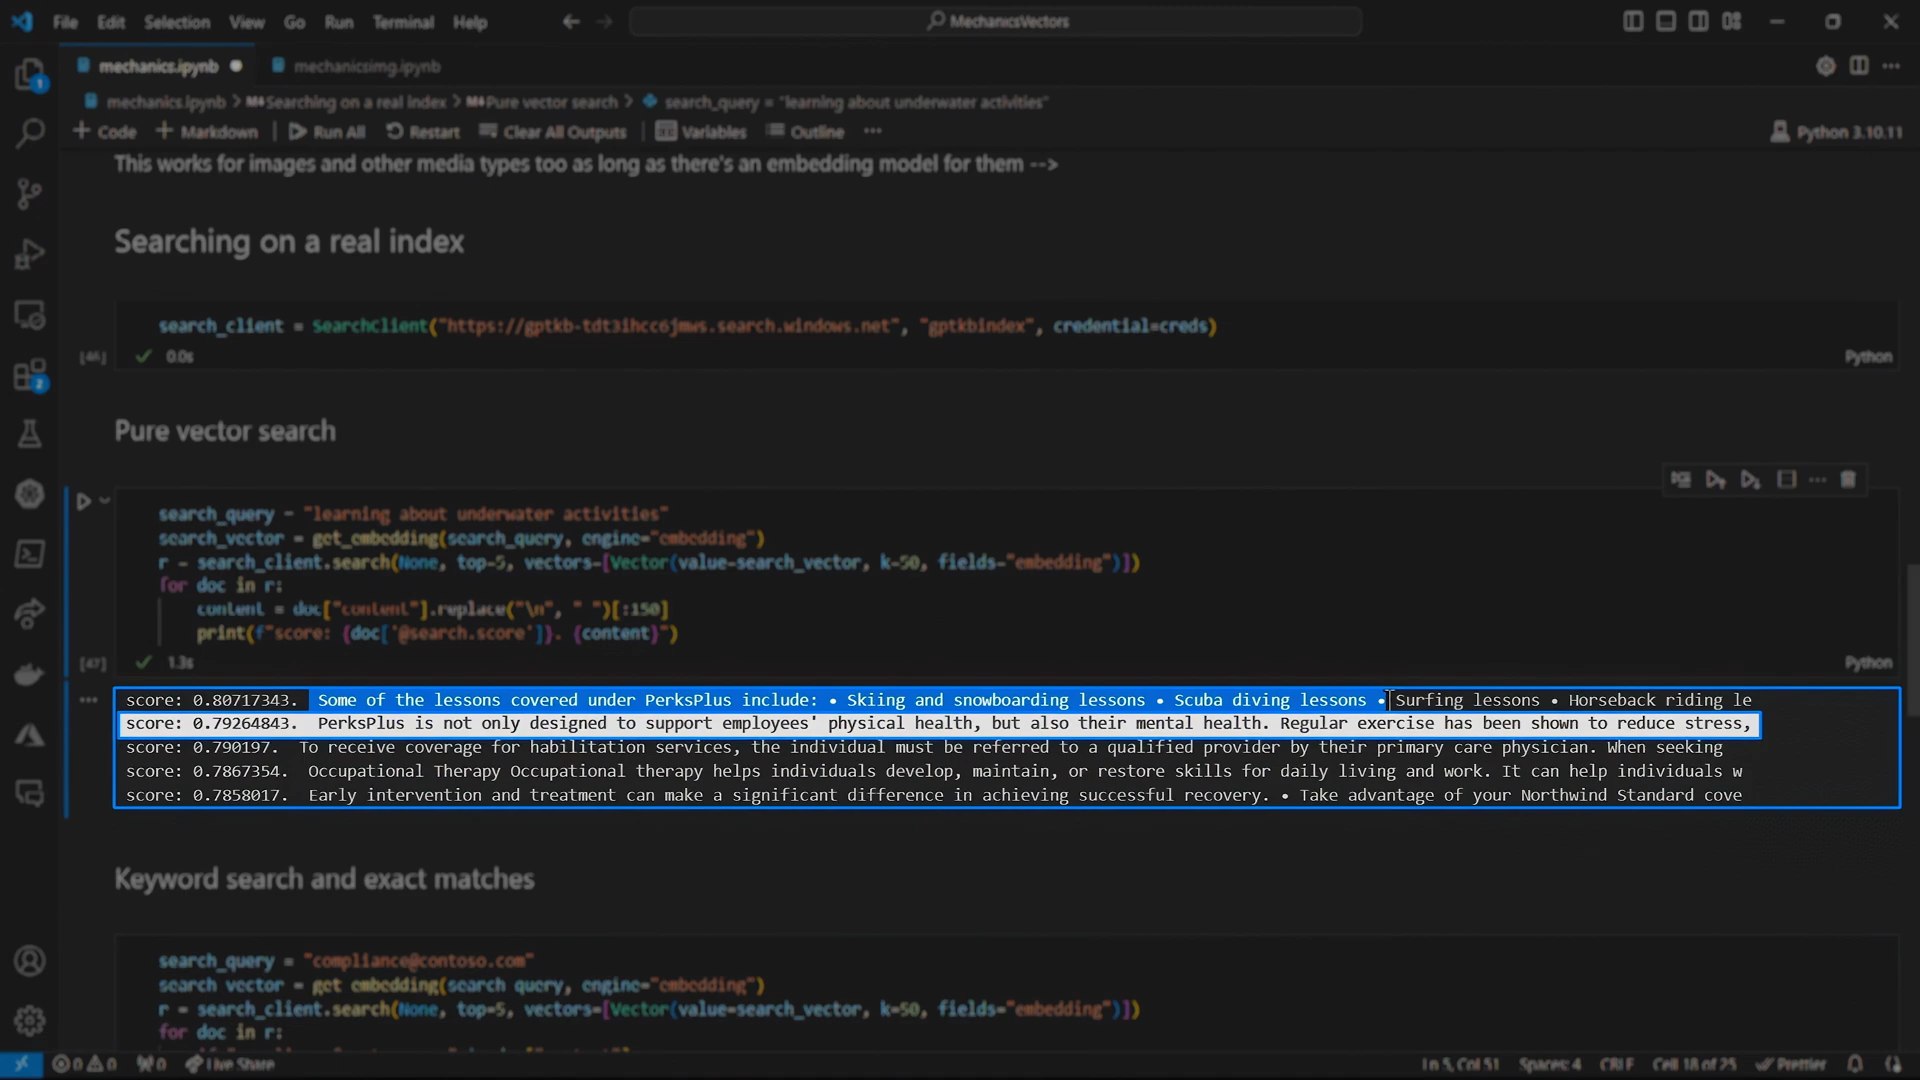 File Edit Selection View Go Run Terminal Help
MechanicsVectors
mechanics.ipynb
mechanicsimg.ipynb
mechanics.ipynb > M↓Searching on a real index > M↓Pure vector search > search_query = "learning about underwater activities"
+ Code + Markdown | Run All Restart Clear All Outputs | Variables Outline ...
Python 3.10.11
This works for images and other media types too as long as there's an embedding model for them -->
Searching on a real index
search_client = SearchClient("https://gptkb-tdt31hcc6jmws.search.windows.net", "gptkbindex", credential=creds)
[46] 0.0s
Python
Pure vector search
search_query = "learning about underwater activities"
search_vector = get_embedding(search_query, engine="embedding")
r = search_client.search(None, top=5, vectors=[Vector(value=search_vector, k=50, fields="embedding")])
for doc in r:
content = doc["content"].replace("\n", " ")[:150]
print(f"score: {doc['@search.score']}. {content}")
[47] 1.3s
Python
score: 0.80717343. Some of the lessons covered under PerksPlus include: • Skiing and snowboarding lessons • Scuba diving lessons • Surfing lessons • Horseback riding le
score: 0.79264843. PerksPlus is not only designed to support employees' physical health, but also their mental health. Regular exercise has been shown to reduce stress,
score: 0.790197. To receive coverage for habilitation services, the individual must be referred to a qualified provider by their primary care physician. When seeking
score: 0.7867354. Occupational Therapy Occupational therapy helps individuals develop, maintain, or restore skills for daily living and work. It can help individuals w
score: 0.7858017. Early intervention and treatment can make a significant difference in achieving successful recovery. • Take advantage of your Northwind Standard cove
Keyword search and exact matches
search_query = "compliance@contoso.com"
search_vector = get_embedding(search_query, engine="embedding")
r = search_client.search(None, top=5, vectors=[Vector(value=search_vector, k=50, fields="embedding")])
for doc in r:
0 0 0 Live Share
Ln 5, Col 51 Spaces: 4 CRLF Cell 18 of 25 Prettier